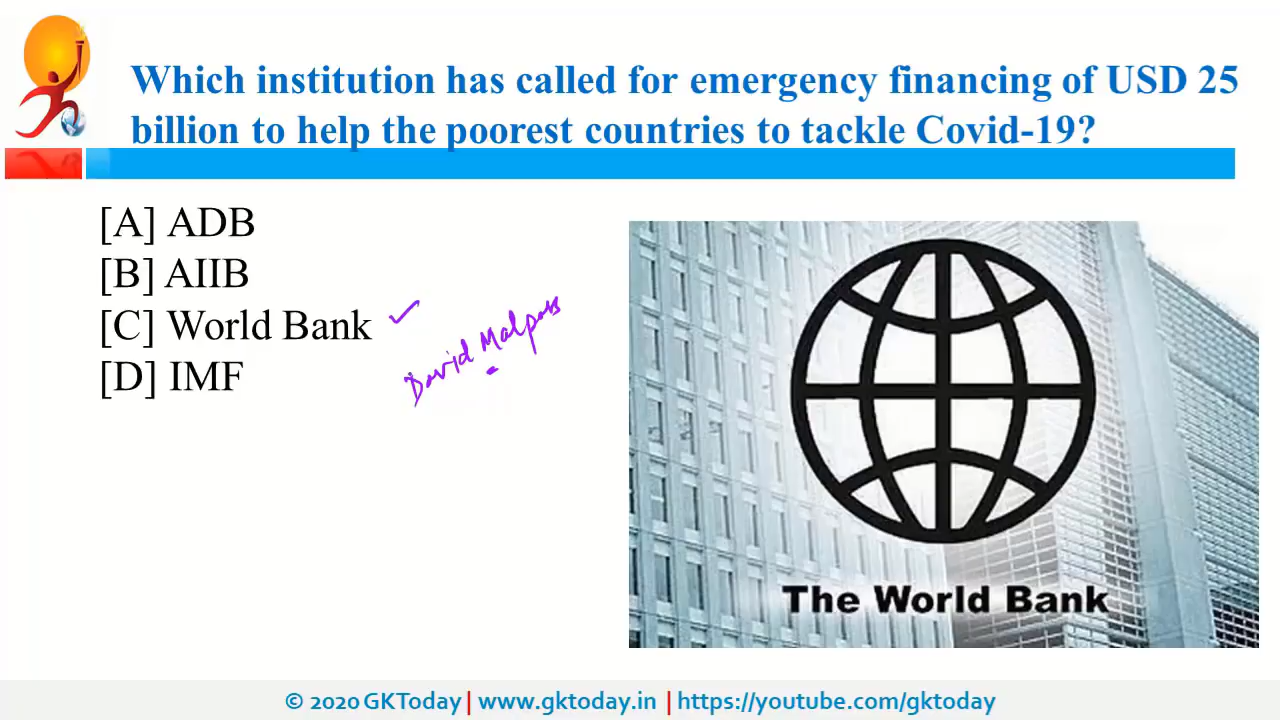 Which institution has called for emergency financing of USD 25
billion to help the poorest countries to tackle Covid-19?
[A] ADB
[B] AIIB
[C] World Bank
[D] IMF
David Malpass
The World Bank
© 2020 GKToday | www.gktoday.in | https://youtube.com/gktoday